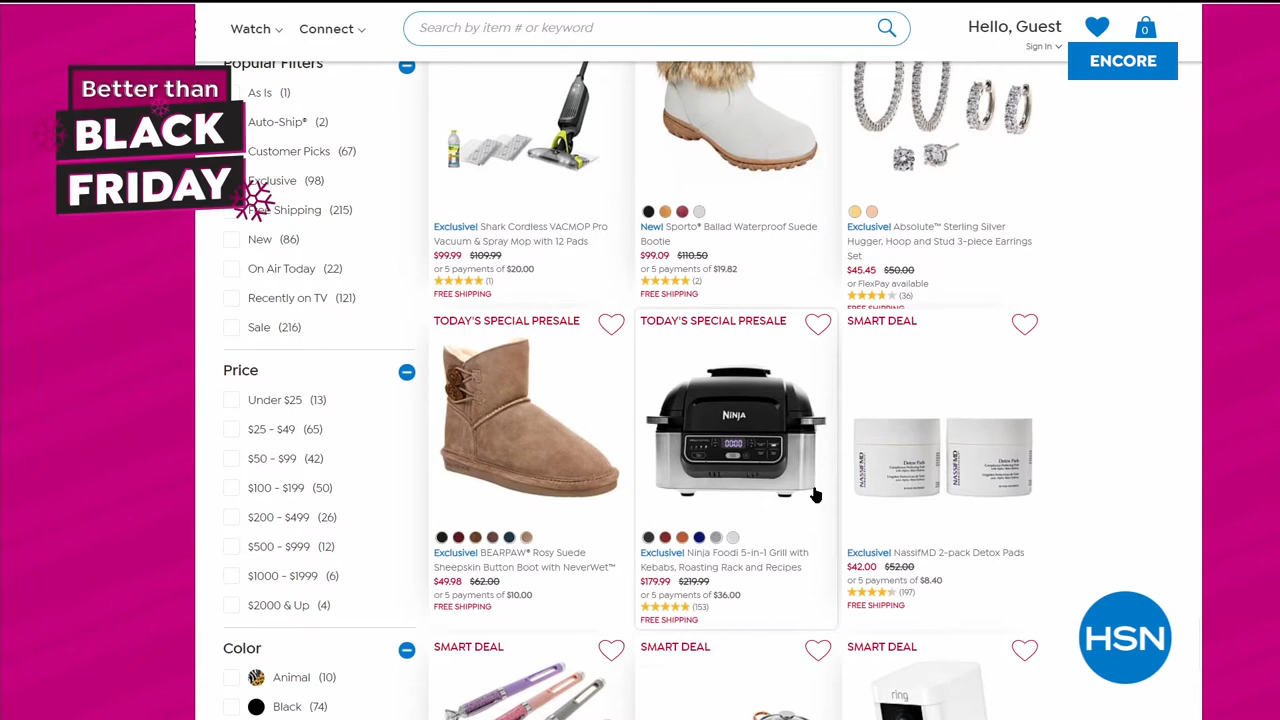 Watch
Connect
Search by item # or keyword
Hello, Guest
Sign In
0
ENCORE
Better than
BLACK
FRIDAY
Popular Filters
As Is (1)
Auto-Ship® (2)
Customer Picks (67)
Exclusive (98)
Free Shipping (215)
New (86)
On Air Today (22)
Recently on TV (121)
Sale (216)
Price
Under $25 (13)
$25 - $49 (65)
$50 - $99 (42)
$100 - $199 (50)
$200 - $499 (26)
$500 - $999 (12)
$1000 - $1999 (6)
$2000 & Up (4)
Color
Animal (10)
Black (74)
Exclusive! Shark Cordless VACMOP Pro
Vacuum & Spray Mop with 12 Pads
$99.99 $109.99
or 5 payments of $20.00
(1)
FREE SHIPPING
New! Sporto® Ballad Waterproof Suede
Bootie
$99.09 $110.50
or 5 payments of $19.82
(2)
FREE SHIPPING
Exclusive! Absolute™ Sterling Silver
Hugger, Hoop and Stud 3-piece Earrings
Set
$45.45 $50.00
or FlexPay available
(36)
FREE SHIPPING
TODAY'S SPECIAL PRESALE
Exclusive! BEARPAW® Rosy Suede
Sheepskin Button Boot with NeverWet™
$49.98 $62.00
or 5 payments of $10.00
FREE SHIPPING
TODAY'S SPECIAL PRESALE
NINJA
Exclusive! Ninja Foodi 5-in-1 Grill with
Kebabs, Roasting Rack and Recipes
$179.99 $219.99
or 5 payments of $36.00
(153)
FREE SHIPPING
SMART DEAL
NASSIFMD
Detox Pads
NASSIFMD
Detox Pads
Exclusive! NassifMD 2-pack Detox Pads
$42.00 $52.00
or 5 payments of $8.40
(197)
FREE SHIPPING
SMART DEAL
SMART DEAL
SMART DEAL
ring
HSN